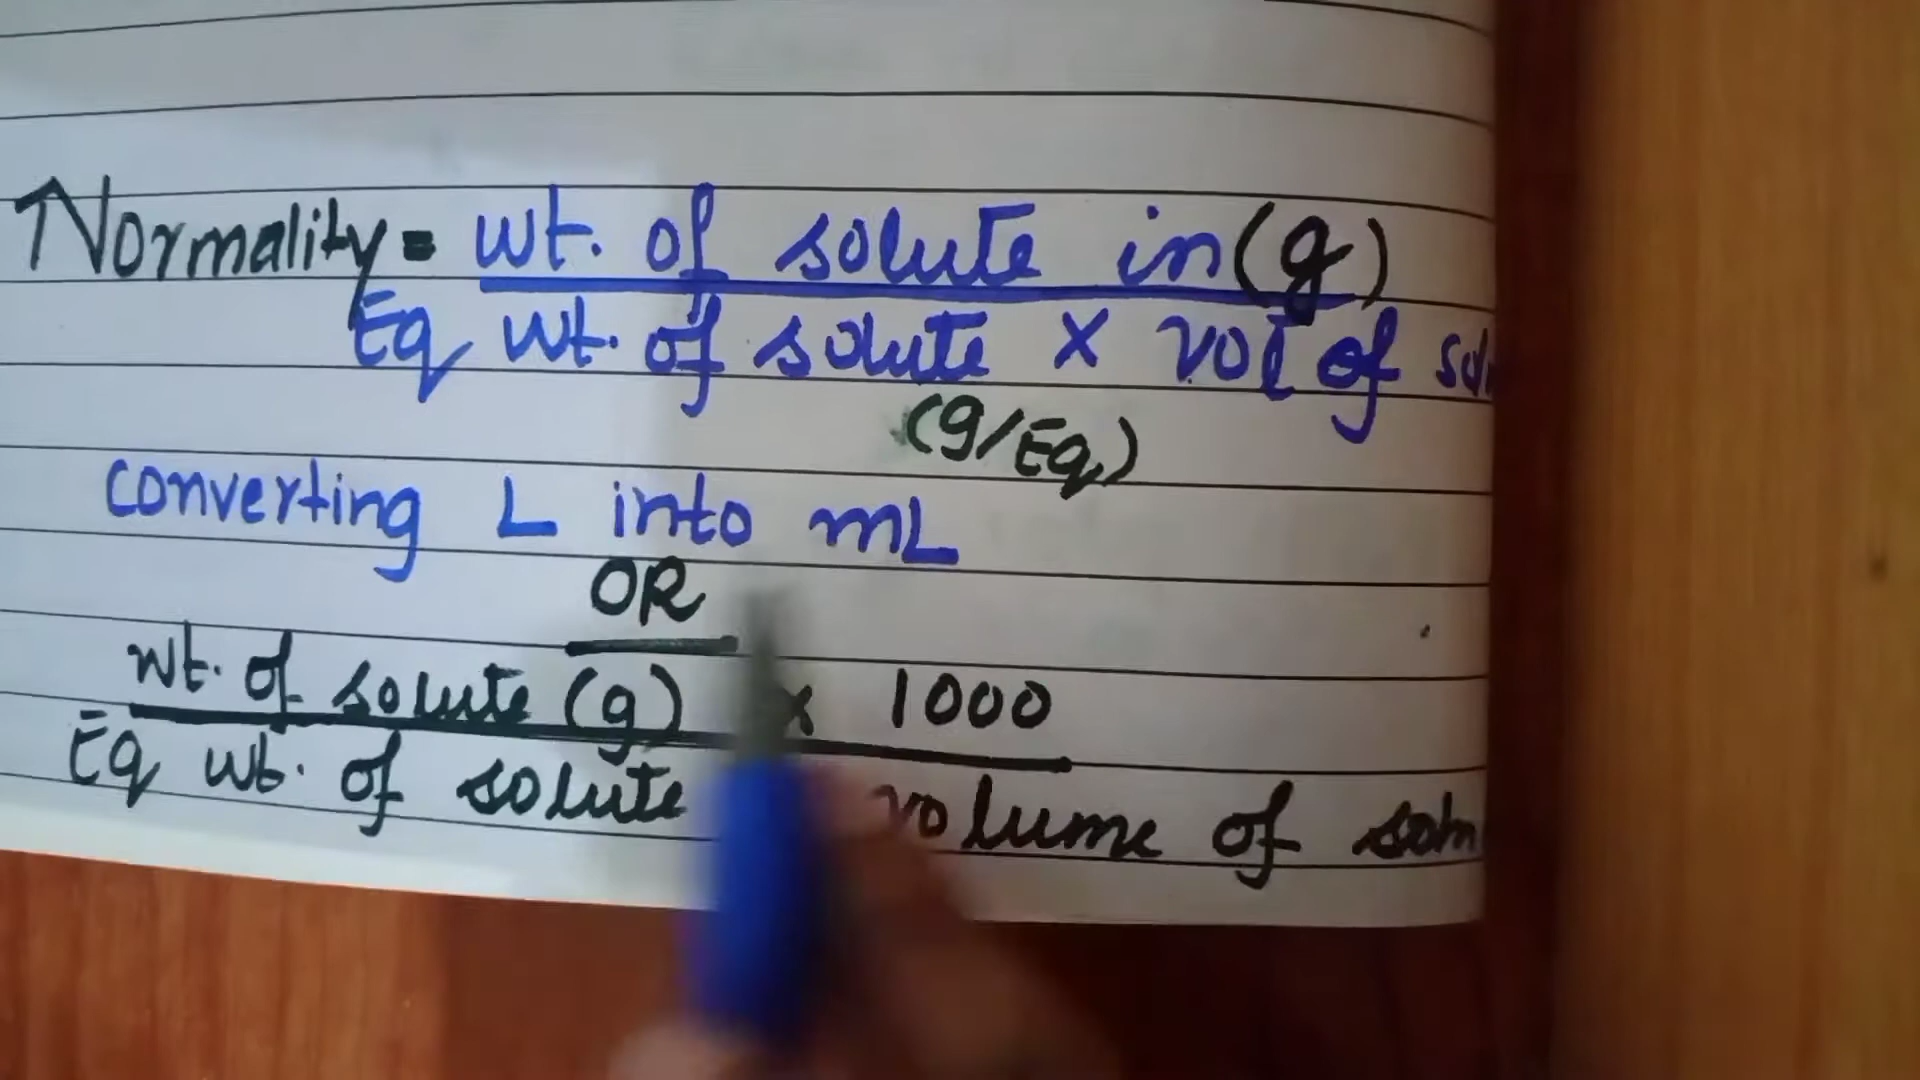 Normality = wt. of solute in (g)
Eq wt. of solute X vol of
(g/Eq)
converting L into mL
OR
wt. of solute (g) x 1000
Eq wt. of solute volume of soln